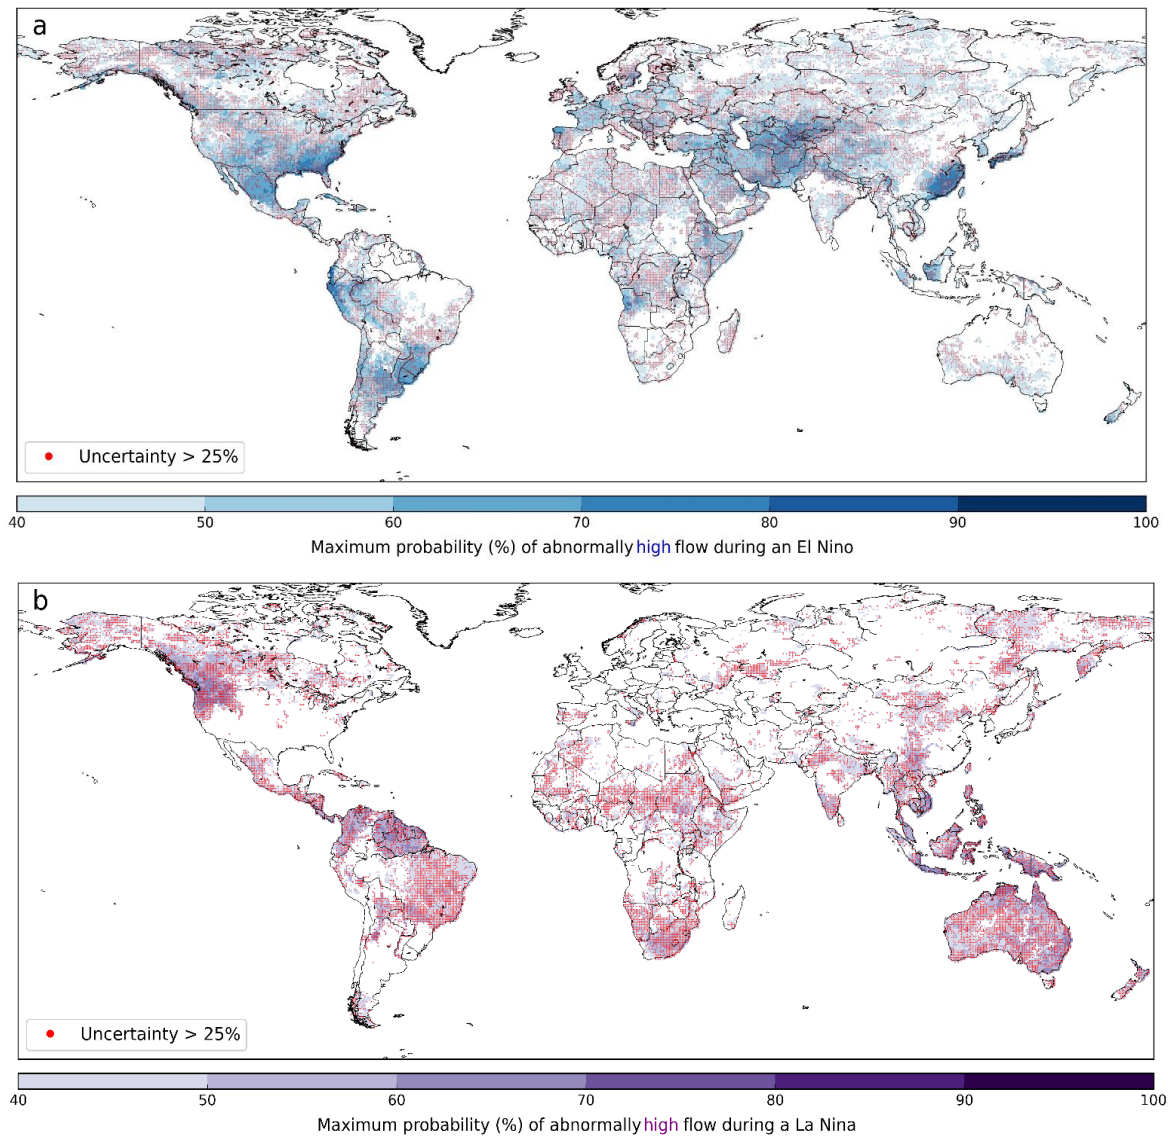 a
Uncertainty > 25%
40 50 60 70 80 90 100
Maximum probability (%) of abnormally high flow during an El Nino
b
Uncertainty > 25%
40 50 60 70 80 90 100
Maximum probability (%) of abnormally high flow during a La Nina